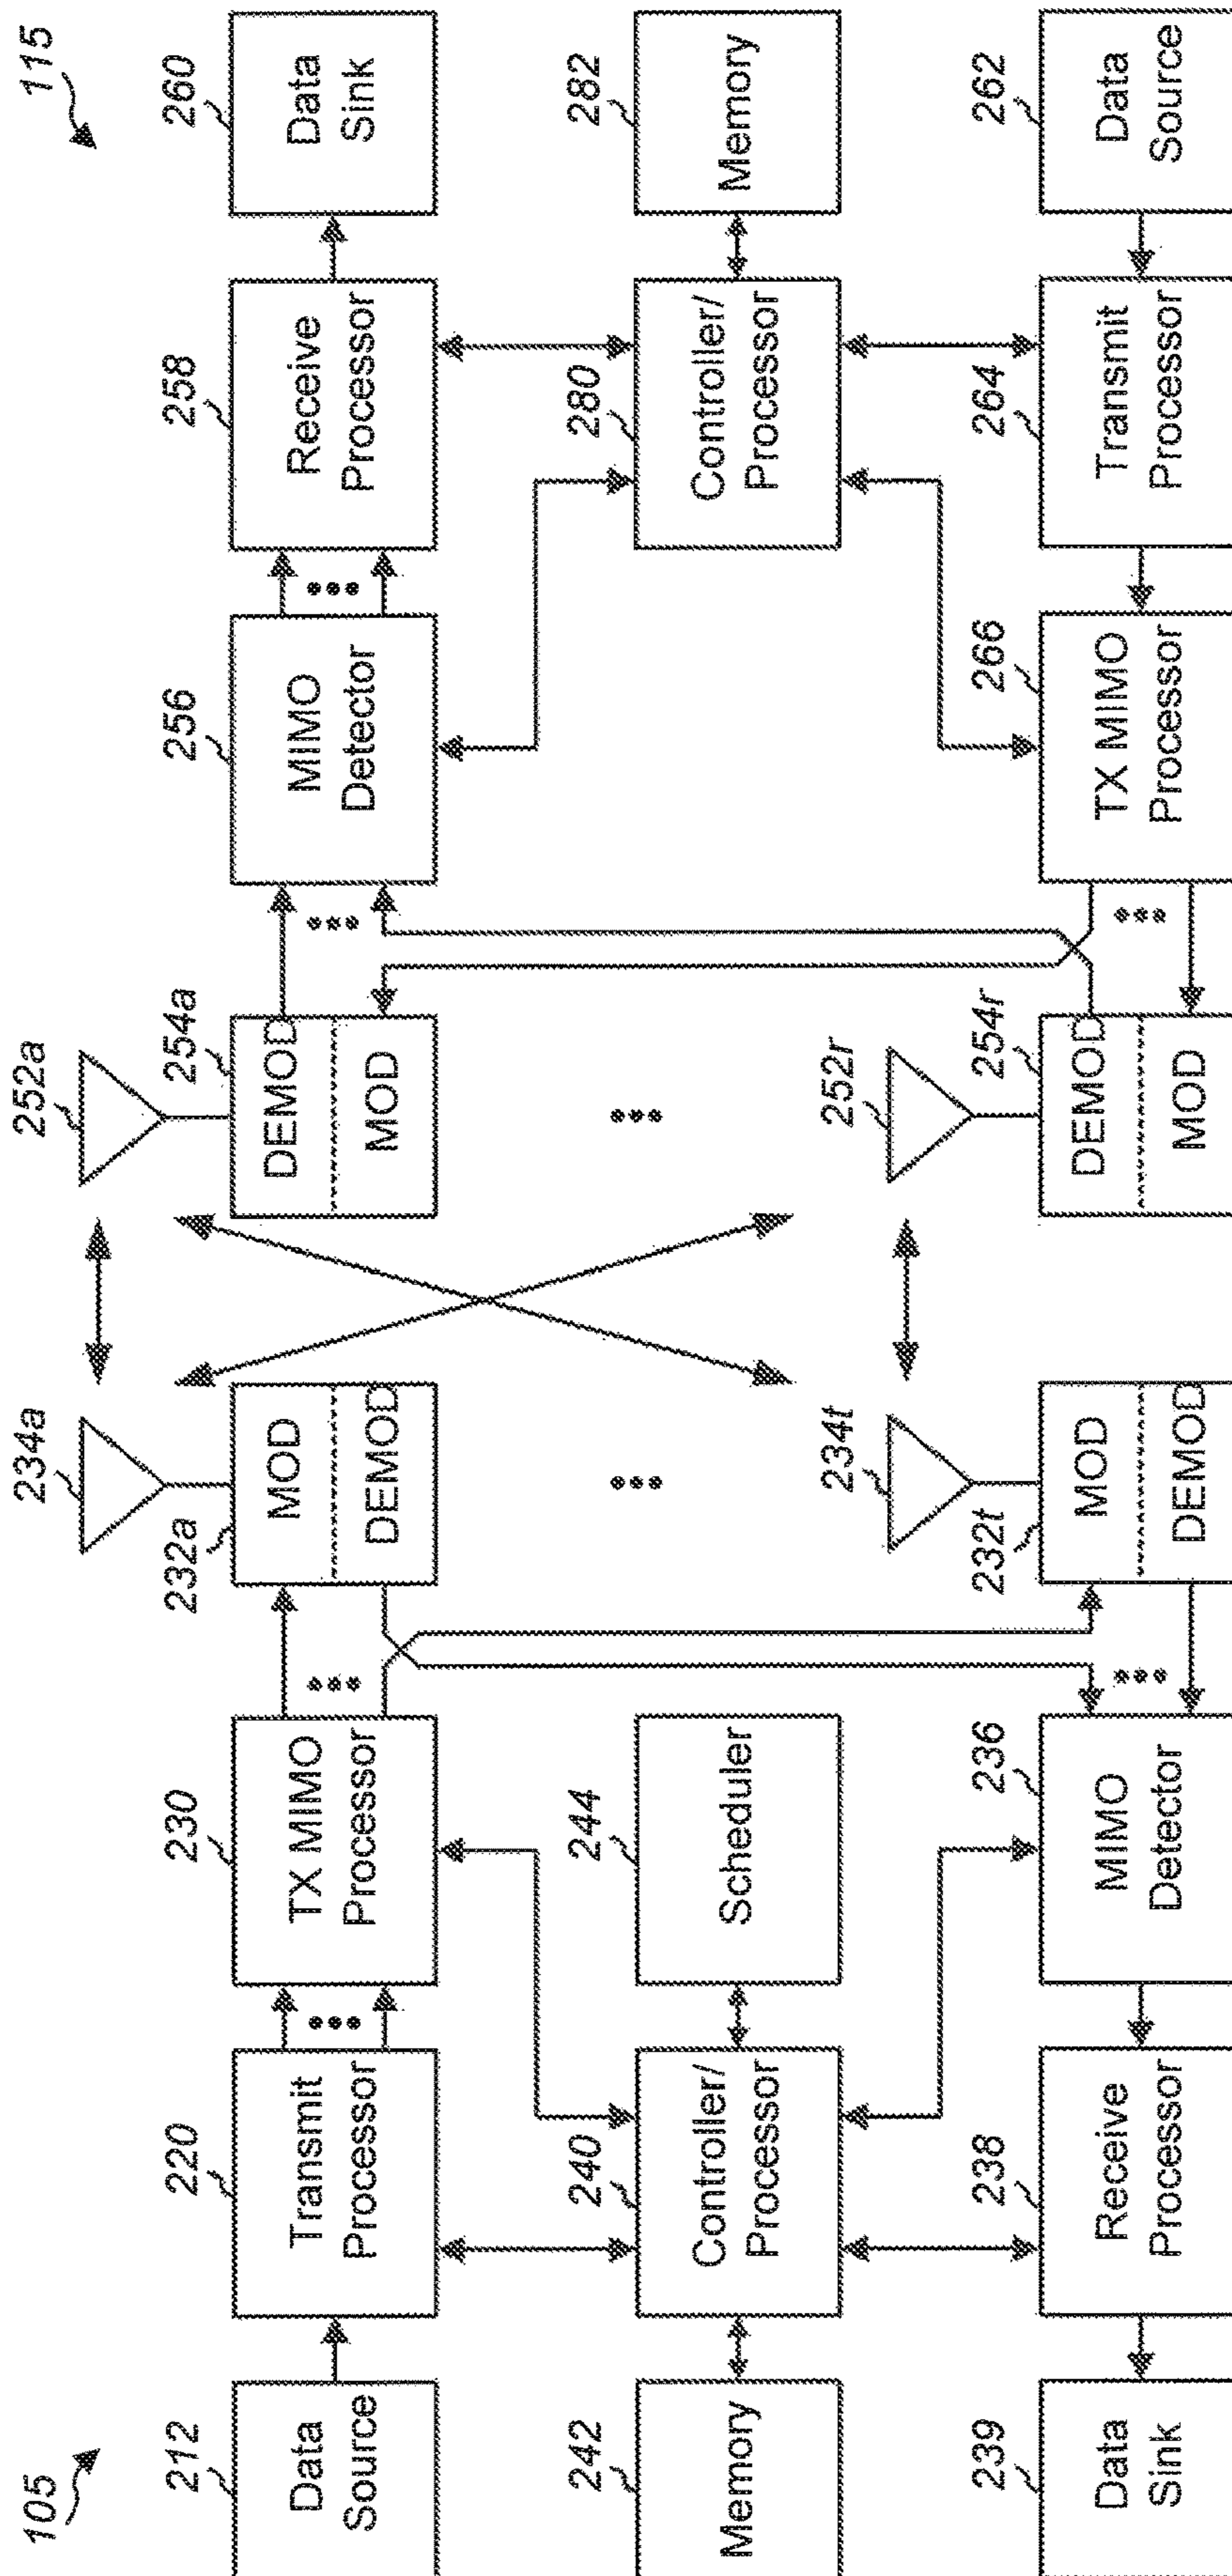 105
115
212
Data
Source
220
Transmit
Processor
230
TX MIMO
Processor
232a
MOD
DEMOD
234a
252a
254a
DEMOD
MOD
256
MIMO
Detector
258
Receive
Processor
260
Data
Sink
242
Memory
240
Controller/
Processor
244
Scheduler
280
Controller/
Processor
282
Memory
239
Data
Sink
238
Receive
Processor
236
MIMO
Detector
232t
MOD
DEMOD
234t
252r
254r
DEMOD
MOD
266
TX MIMO
Processor
264
Transmit
Processor
262
Data
Source